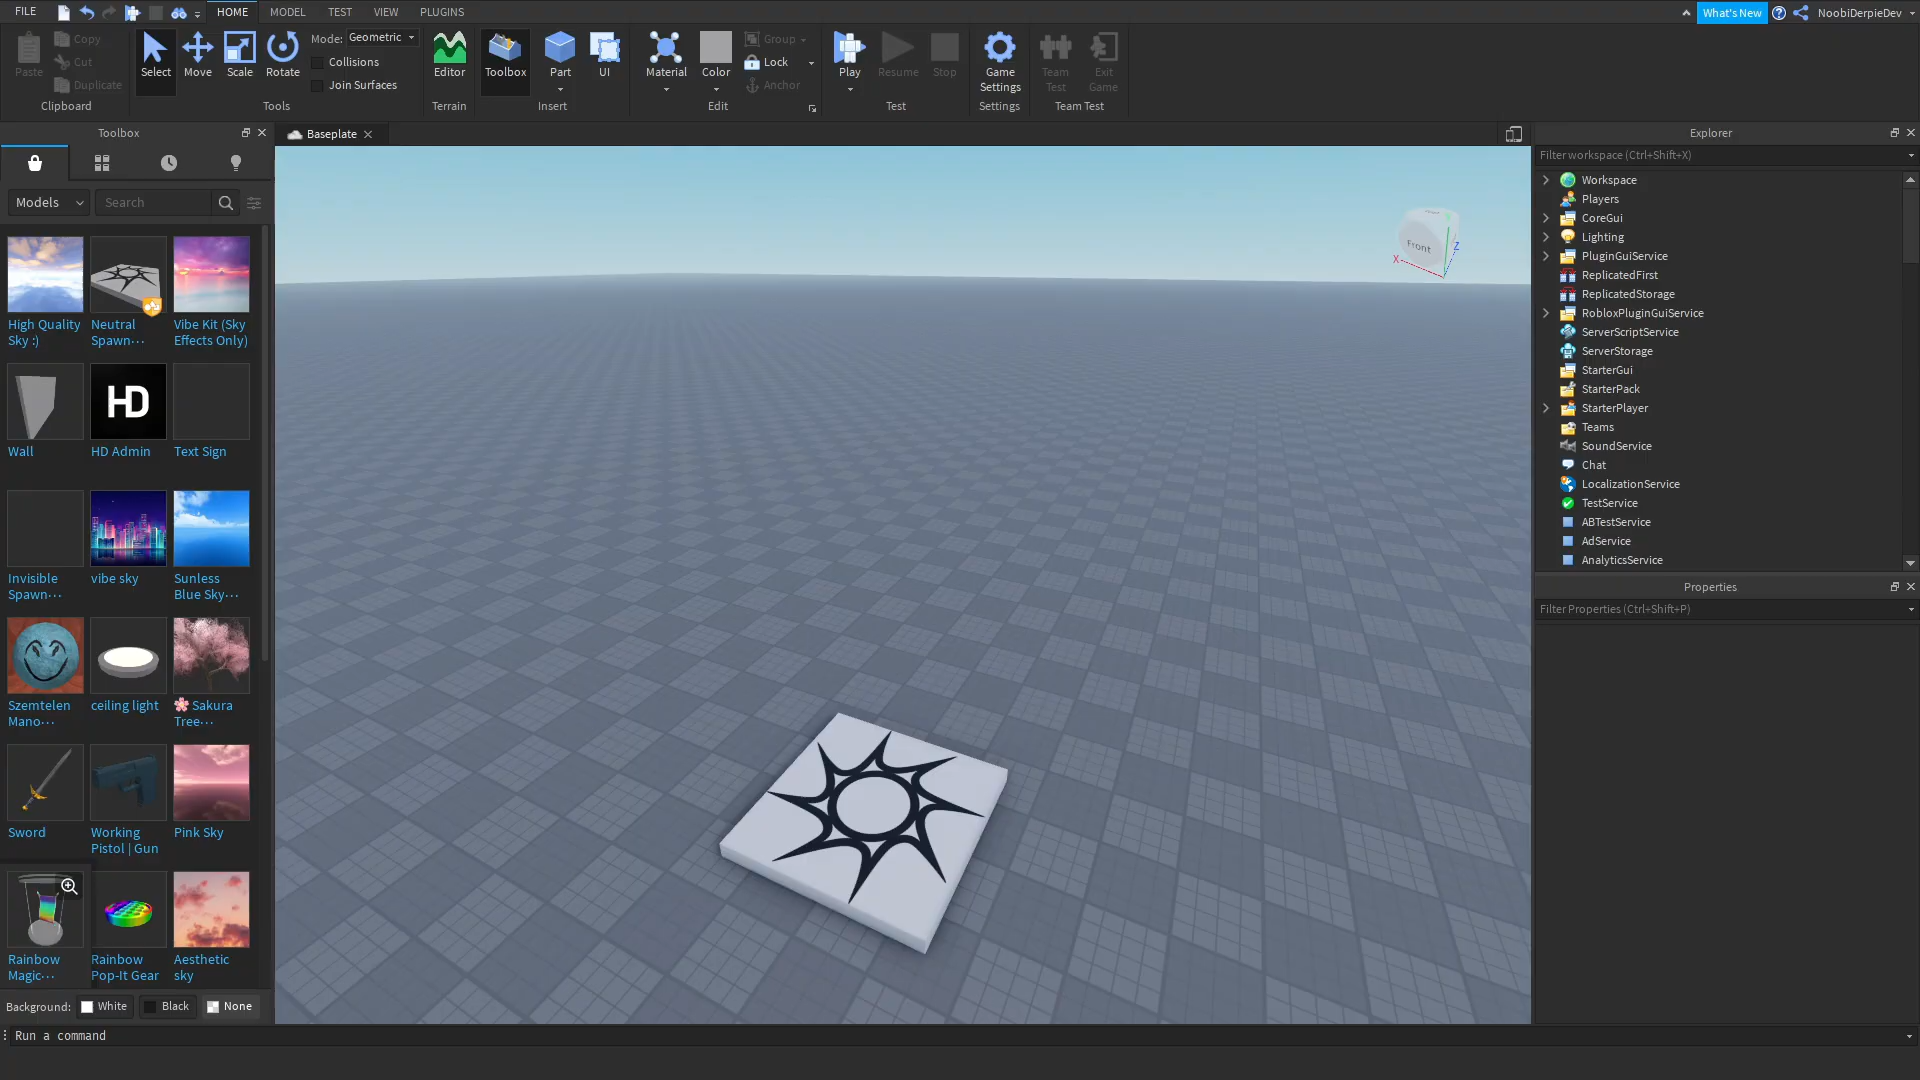 FILE HOME MODEL TEST VIEW PLUGINS What's New NoobiDerpieDev
Paste Copy Cut Duplicate
Clipboard
Select Move Scale Rotate Mode: Geometric
Collisions
Join Surfaces
Tools
Editor
Terrain
Toolbox Part UI
Insert
Material Color Group Lock Anchor
Edit
Play Resume Stop
Test
Game Settings
Settings
Team Test Exit Game
Team Test
Toolbox
Models Search
High Quality Sky :)
Neutral Spawn···
Vibe Kit (Sky Effects Only)
Wall
HD
HD Admin
Text Sign
Invisible Spawn···
vibe sky
Sunless Blue Sky···
Szemtelen Mano···
ceiling light
🌸 Sakura Tree···
Sword
Working Pistol | Gun
Pink Sky
Rainbow Magic···
Rainbow Pop-It Gear
Aesthetic sky
Background: White Black None
Run a command
Baseplate
Front
X
Z
Explorer
Filter workspace (Ctrl+Shift+X)
Workspace
Players
CoreGui
Lighting
PluginGuiService
ReplicatedFirst
ReplicatedStorage
RobloxPluginGuiService
ServerScriptService
ServerStorage
StarterGui
StarterPack
StarterPlayer
Teams
SoundService
Chat
LocalizationService
TestService
ABTestService
AdService
AnalyticsService
Properties
Filter Properties (Ctrl+Shift+P)